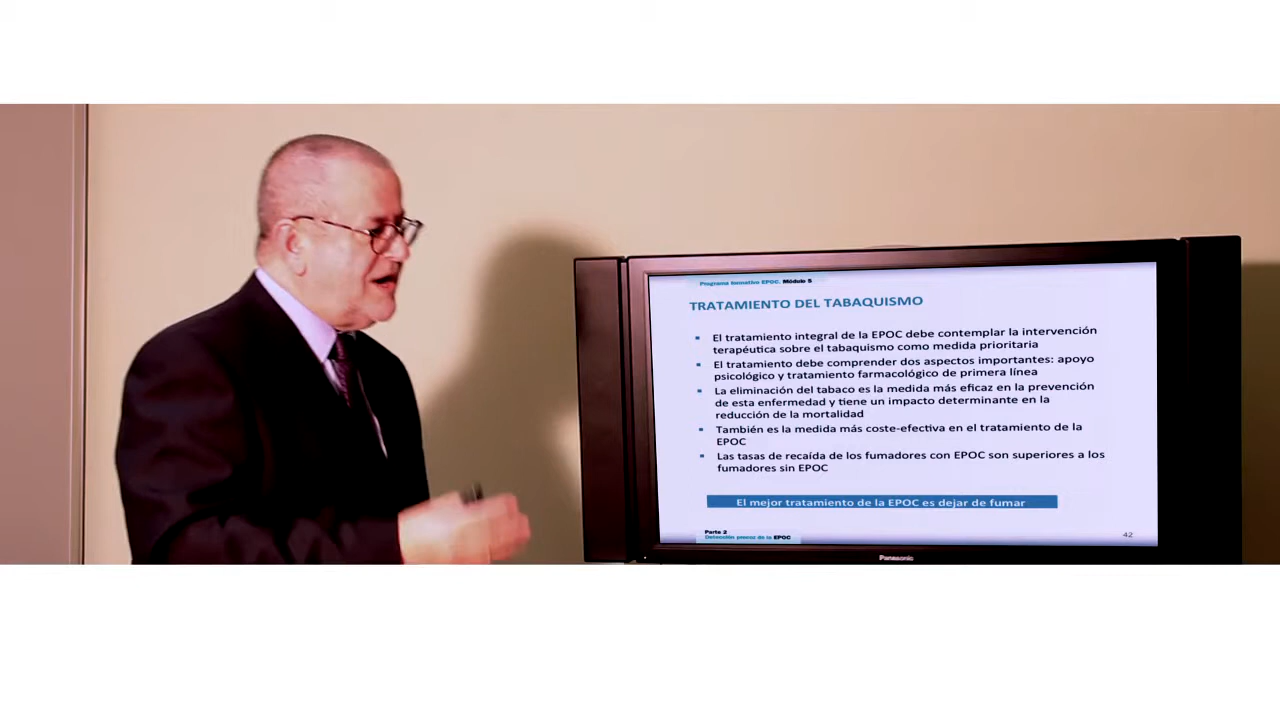 Programa formativo EPOC. Módulo 5
TRATAMIENTO DEL TABAQUISMO
El tratamiento integral de la EPOC debe contemplar la intervención
terapéutica sobre el tabaquismo como medida prioritaria
El tratamiento debe comprender dos aspectos importantes: apoyo
psicológico y tratamiento farmacológico de primera línea
La eliminación del tabaco es la medida más eficaz en la prevención
de esta enfermedad y tiene un impacto determinante en la
reducción de la mortalidad
También es la medida más coste-efectiva en el tratamiento de la
EPOC
Las tasas de recaída de los fumadores con EPOC son superiores a los
fumadores sin EPOC
El mejor tratamiento de la EPOC es dejar de fumar
Parte 2
Detección precoz de la EPOC
42
Panasonic